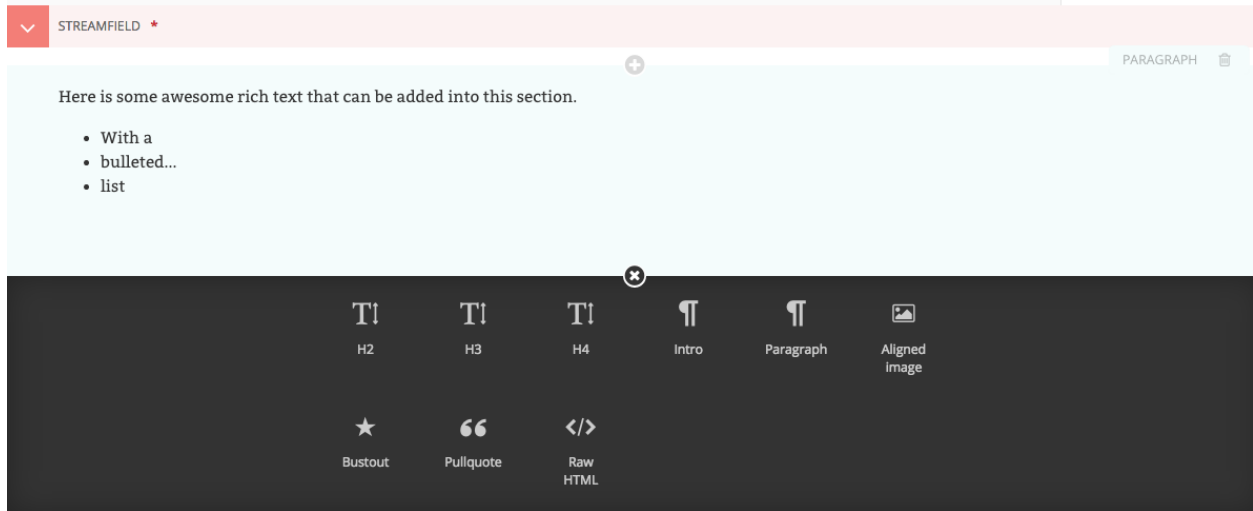 STREAMFIELD *
PARAGRAPH
Here is some awesome rich text that can be added into this section.
• With a
• bulleted...
• list
H2
H3
H4
Intro
Paragraph
Aligned
image
Bustout
Pullquote
Raw
HTML